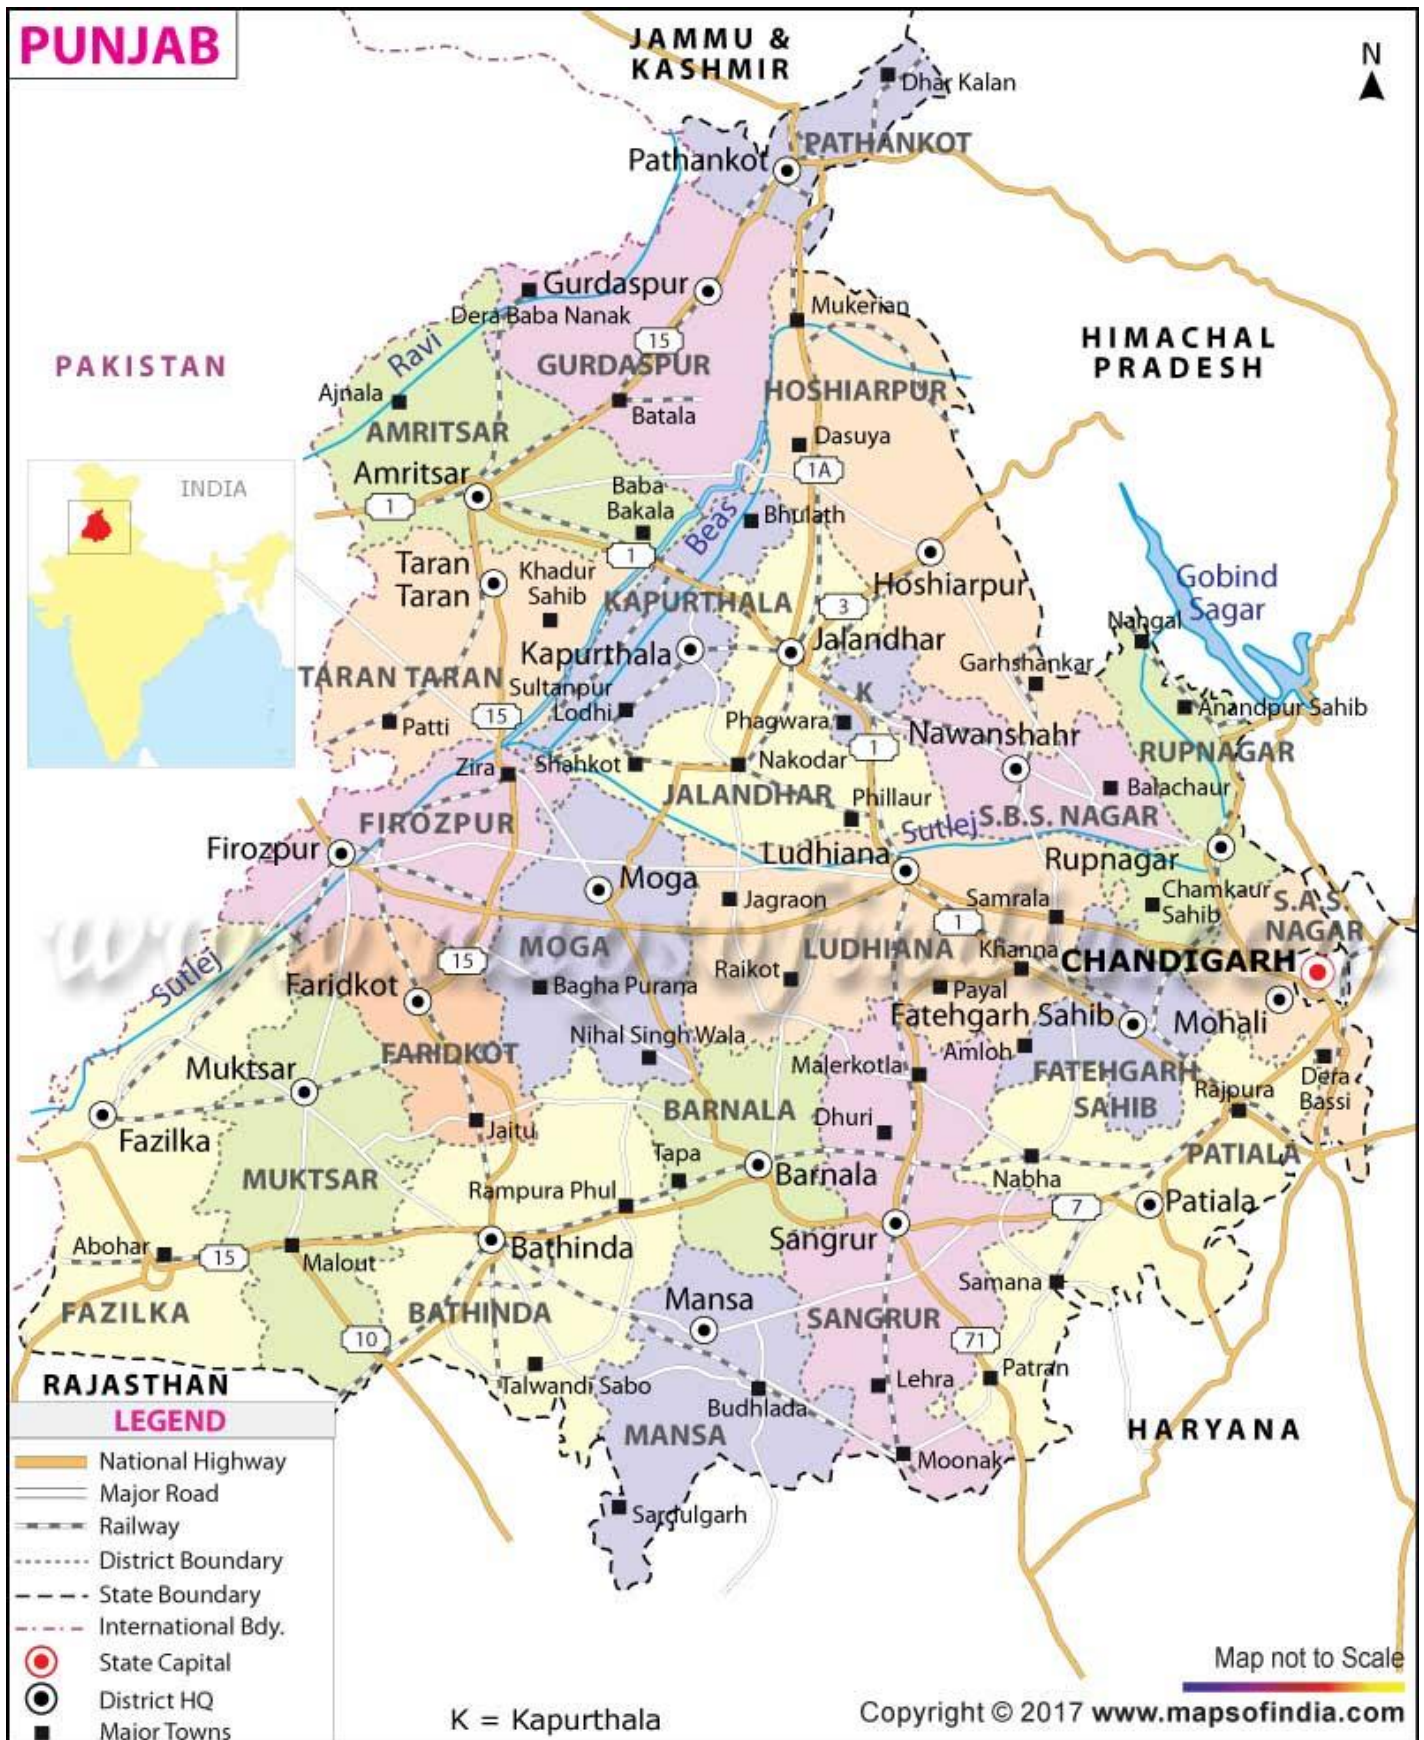 PUNJAB
JAMMU &
KASHMIR
N
Dhar Kalan
PATHANKOT
Pathankot
Gurdaspur
Dera Baba Nanak
Mukerian
15
Ravi
GURDASPUR
HIMACHAL
PRADESH
PAKISTAN
Ajnala
HOSHIARPUR
Batala
AMRITSAR
Dasuya
Amritsar
1A
INDIA
Baba
Bakala
1
Beas
Bhulath
1
Taran
Taran
Khadur
Sahib
Hoshiarpur
Gobind
Sagar
KAPURTHALA
3
Nangal
Kapurthala
Jalandhar
Garhshankar
TARAN TARAN
Sultanpur
Lodhi
K
Patti
15
Phagwara
Anandpur Sahib
Nawanshahr
1
RUPNAGAR
Zira
Shahkot
Nakodar
Balachaur
JALANDHAR
Phillaur
S.B.S. NAGAR
FIROZPUR
Sutlej
Firozpur
Ludhiana
Rupnagar
Moga
Jagraon
Samrala
Chamkaur
Sahib
S.A.S.
NAGAR
www.mapsofindia.com
1
MOGA
LUDHIANA
Khanna
CHANDIGARH
15
Sutlej
Faridkot
Bagha Purana
Raikot
Payal
Fatehgarh Sahib
Mohali
Nihal Singh Wala
Amloh
FARIDKOT
Muktsar
Malerkotla
FATEHGARH
SAHIB
Rajpura
Dera
Bassi
BARNALA
Dhuri
Fazilka
Jaitu
PATIALA
Tapa
MUKTSAR
Barnala
Nabha
Rampura Phul
7
Patiala
Abohar
15
Malout
Bathinda
Sangrur
Samana
FAZILKA
BATHINDA
Mansa
SANGRUR
10
71
RAJASTHAN
Talwandi Sabo
Lehra
Patran
Budhlada
MANSA
HARYANA
Moonak
Sardulgarh
LEGEND
National Highway
Major Road
Railway
District Boundary
State Boundary
International Bdy.
State Capital
District HQ
Major Towns
K = Kapurthala
Map not to Scale
Copyright © 2017 www.mapsofindia.com